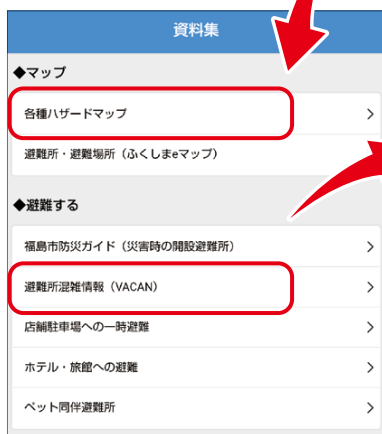 資料集
◆マップ
各種ハザードマップ
避難所・避難場所（ふくしまeマップ）
◆避難する
福島市防災ガイド（災害時の開設避難所）
避難所混雑情報（VACAN）
店舗駐車場への一時避難
ホテル・旅館への避難
ペット同伴避難所